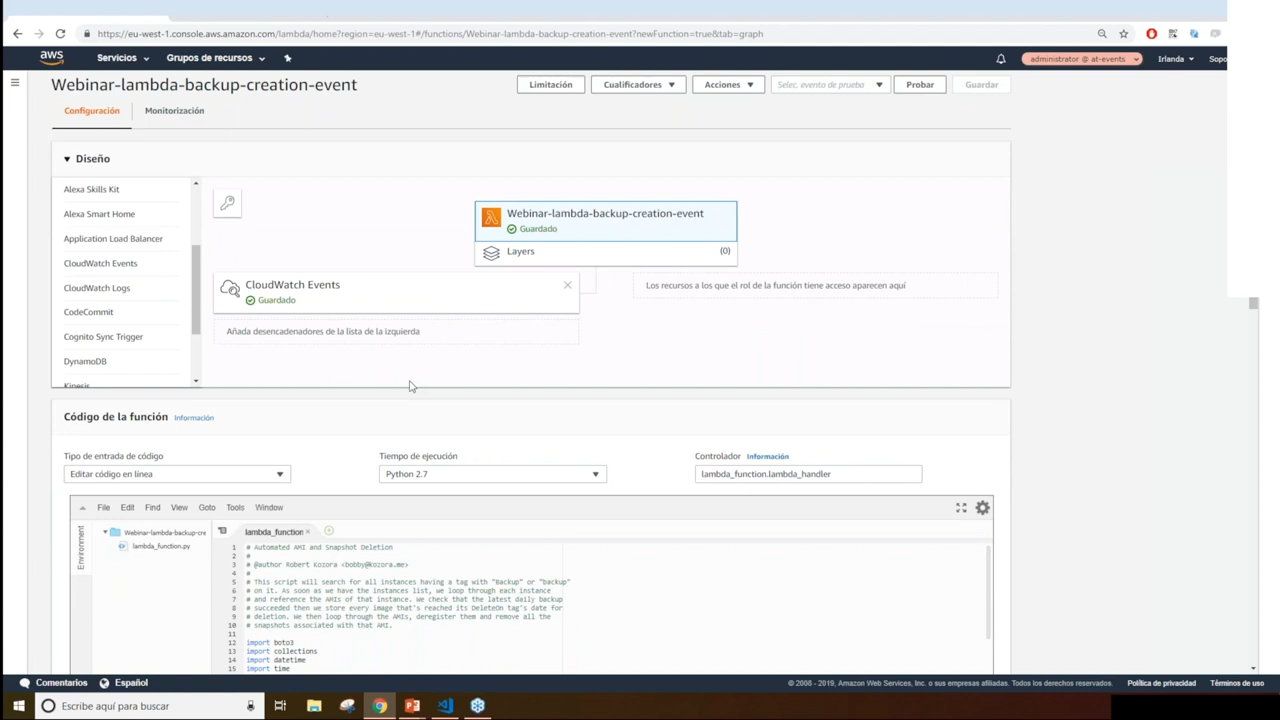 https://eu-west-1.console.aws.amazon.com/lambda/home?region=eu-west-1#/functions/Webinar-lambda-backup-creation-event?newFunction=true&tab=graph
aws Servicios Grupos de recursos administrator @ at-events Irlanda Sopo
Webinar-lambda-backup-creation-event Limitación Cualificadores Acciones Selec. evento de prueba Probar Guardar
Configuración Monitorización
Diseño
Alexa Skills Kit
Alexa Smart Home
Application Load Balancer
CloudWatch Events
CloudWatch Logs
CodeCommit
Cognito Sync Trigger
DynamoDB
Kinesis
Webinar-lambda-backup-creation-event
Guardado
Layers (0)
CloudWatch Events
Guardado
Añada desencadenadores de la lista de la izquierda
Los recursos a los que el rol de la función tiene acceso aparecen aquí
Código de la función Información
Tipo de entrada de código
Editar código en línea
Tiempo de ejecución
Python 2.7
Controlador Información
lambda_function.lambda_handler
File Edit Find View Goto Tools Window
Environment
Webinar-lambda-backup-cre
lambda_function.py
lambda_function
1 # Automated AMI and Snapshot Deletion
2 #
3 # @author Robert Kozora <bobby@kozora.me>
4 #
5 # This script will search for all instances having a tag with "Backup" or "backup"
6 # on it. As soon as we have the instances list, we loop through each instance
7 # and reference the AMIs of that instance. We check that the latest daily backup
8 # succeeded then we store every image that's reached its DeleteOn tag's date for
9 # deletion. We then loop through the AMIs, deregister them and remove all the
10 # snapshots associated with that AMI.
11
12 import boto3
13 import collections
14 import datetime
15 import time
Comentarios Español © 2008 - 2019, Amazon Web Services, Inc. o sus empresas afiliadas. Todos los derechos reservados. Política de privacidad Términos de uso
Escribe aquí para buscar